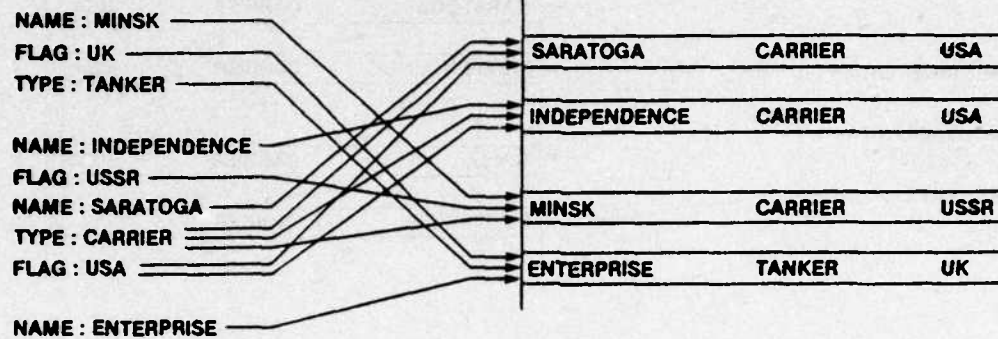 NAME : MINSK
FLAG : UK
TYPE : TANKER
NAME : INDEPENDENCE
FLAG : USSR
NAME : SARATOGA
TYPE : CARRIER
FLAG : USA
NAME : ENTERPRISE
SARATOGA CARRIER USA
INDEPENDENCE CARRIER USA
MINSK CARRIER USSR
ENTERPRISE TANKER UK